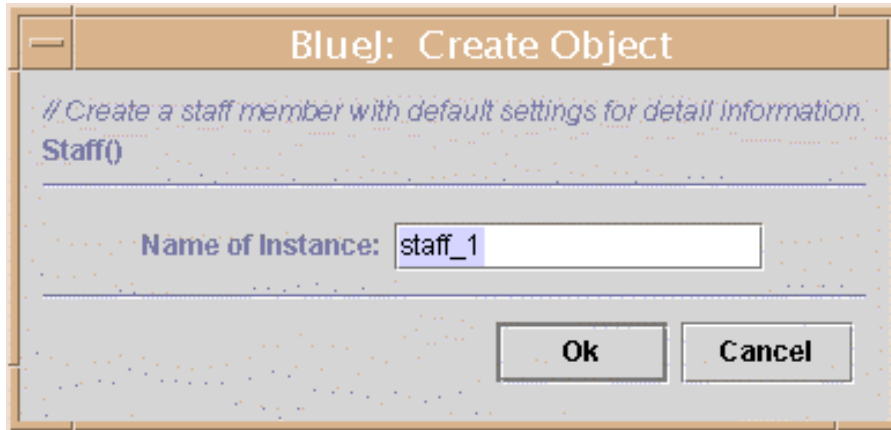 BlueJ: Create Object
// Create a staff member with default settings for detail information.
Staff()
Name of Instance: staff_1
Ok Cancel